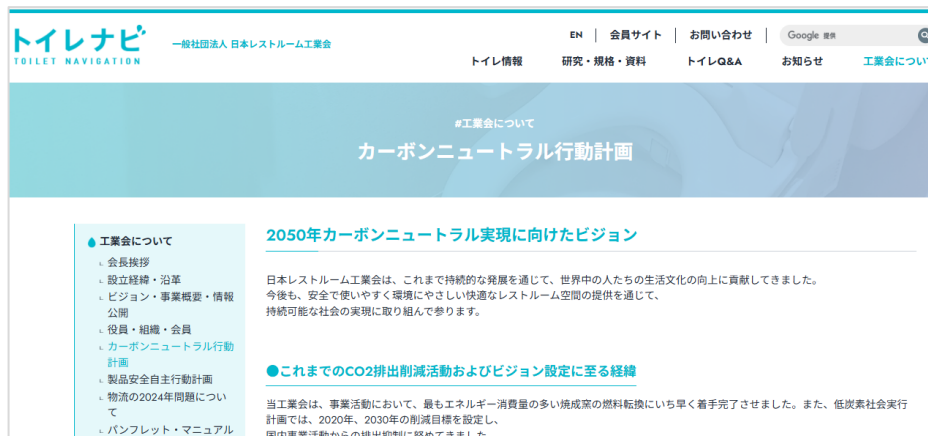 トイレナビ
TOILET NAVIGATION
一般社団法人 日本レストルーム工業会
EN
会員サイト
お問い合わせ
Google 提供
トイレ情報
研究・規格・資料
トイレQ&A
お知らせ
工業会につい
#工業会について
カーボンニュートラル行動計画
工業会について
会長挨拶
設立経緯・沿革
ビジョン・事業概要・情報
公開
役員・組織・会員
カーボンニュートラル行動
計画
製品安全自主行動計画
物流の2024年問題につい
て
パンフレット・マニュアル
2050年カーボンニュートラル実現に向けたビジョン
日本レストルーム工業会は、これまで持続的な発展を通じて、世界中の人たちの生活文化の向上に貢献してきました。
今後も、安全で使いやすく環境にやさしい快適なレストルーム空間の提供を通じて、
持続可能な社会の実現に取り組んで参ります。
●これまでのCO2排出削減活動およびビジョン設定に至る経緯
当工業会は、事業活動において、最もエネルギー消費量の多い焼成窯の燃料転換にいち早く着手完了させました。また、低炭素社会実行
計画では、2020年、2030年の削減目標を設定し、
国内事業活動からの排出抑制に努めてきました。